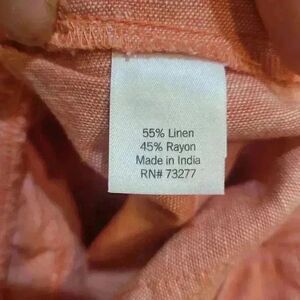 55% Linen
45% Rayon
Made in India
RN# 73277